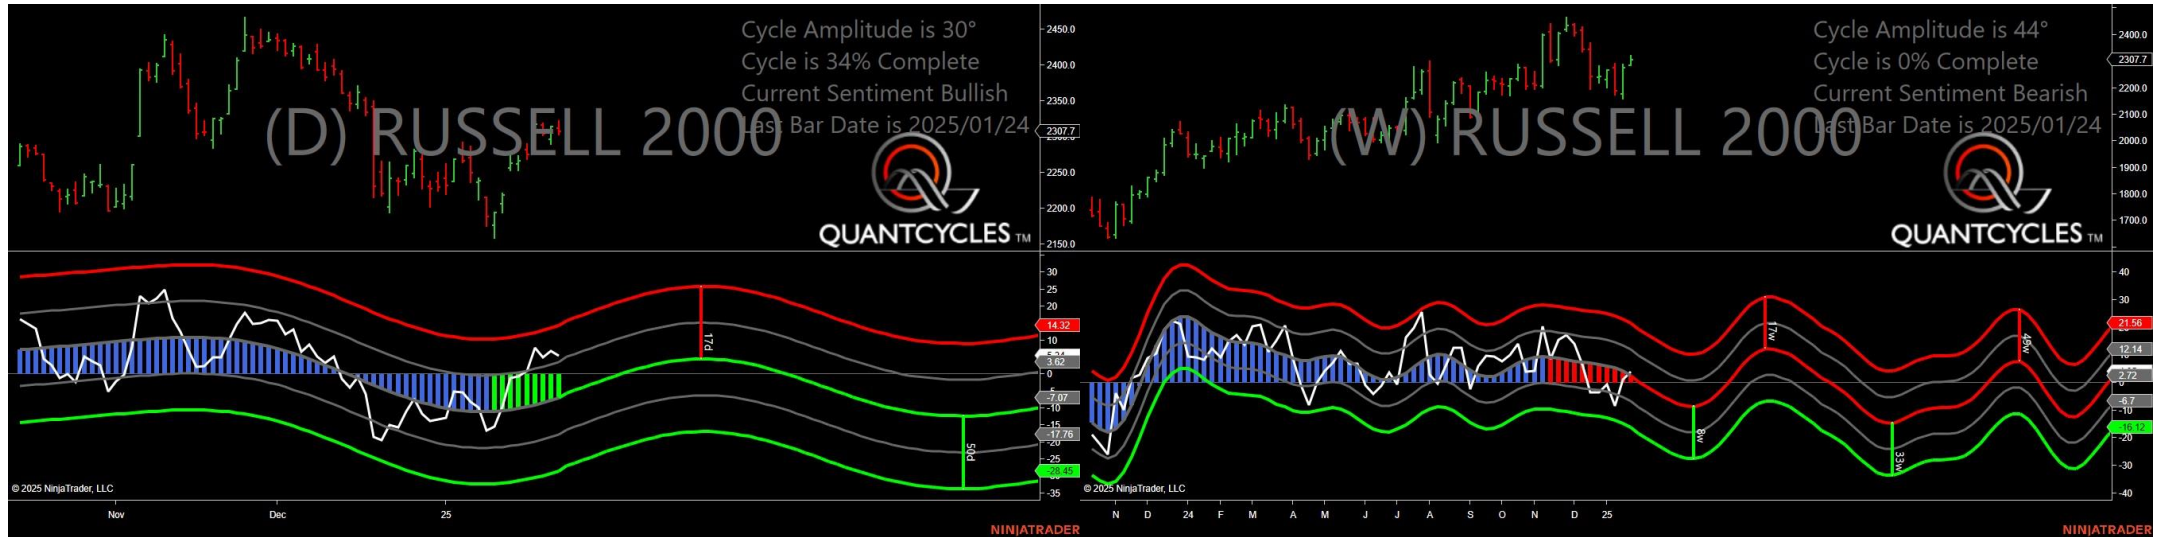 Cycle Amplitude is 30°
Cycle is 34% Complete
Current Sentiment Bullish
Last Bar Date is 2025/01/24
(D) RUSSELL 2000
QUANTCYCLES TM
2450.0
2400.0
2350.0
2307.7
2250.0
2200.0
2150.0
30
25
20
14.32
10
3.62
0
-7.07
-10
-15
-17.76
-20
-25
-28.45
-35
17d
50d
© 2025 NinjaTrader, LLC
Nov
Dec
25
NINJATRADER
Cycle Amplitude is 44°
Cycle is 0% Complete
Current Sentiment Bearish
Last Bar Date is 2025/01/24
(W) RUSSELL 2000
QUANTCYCLES TM
2400.0
2307.7
2200.0
2100.0
2000.0
1900.0
1800.0
1700.0
40
30
21.56
12.14
2.72
-6.7
-10
-16.12
-20
-30
-40
17w
8w
33w
© 2025 NinjaTrader, LLC
N D 24 F M A M J J A S O N D 25
NINJATRADER